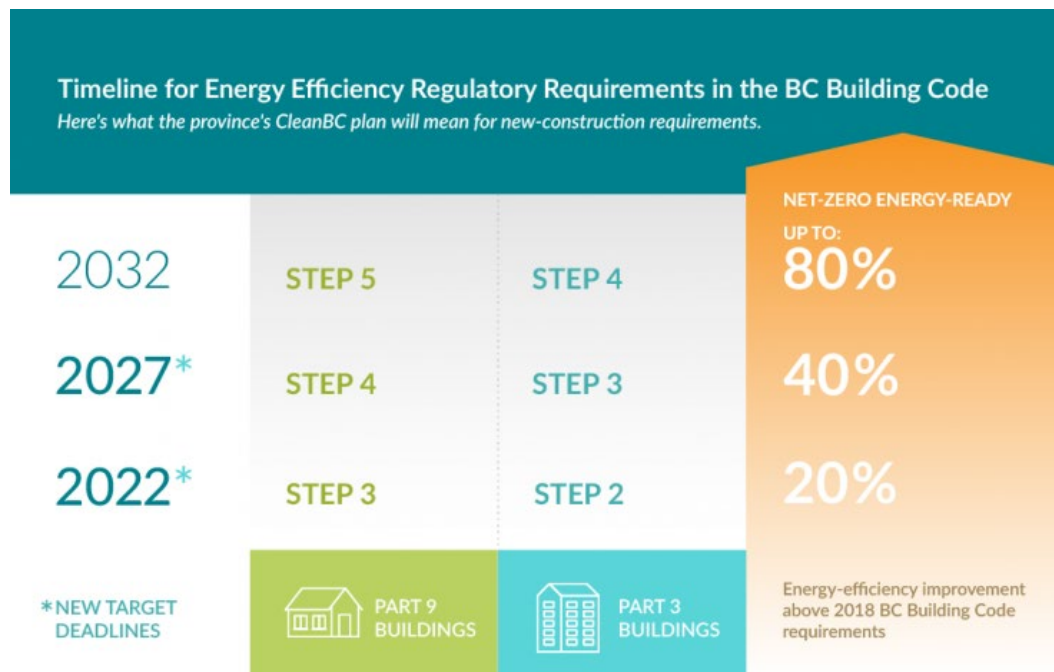 Timeline for Energy Efficiency Regulatory Requirements in the BC Building Code
Here's what the province's CleanBC plan will mean for new-construction requirements.
NET-ZERO ENERGY-READY
UP TO:
2032 STEP 5 STEP 4 80%
2027* STEP 4 STEP 3 40%
2022* STEP 3 STEP 2 20%
*NEW TARGET
DEADLINES
PART 9
BUILDINGS
PART 3
BUILDINGS
Energy-efficiency improvement
above 2018 BC Building Code
requirements